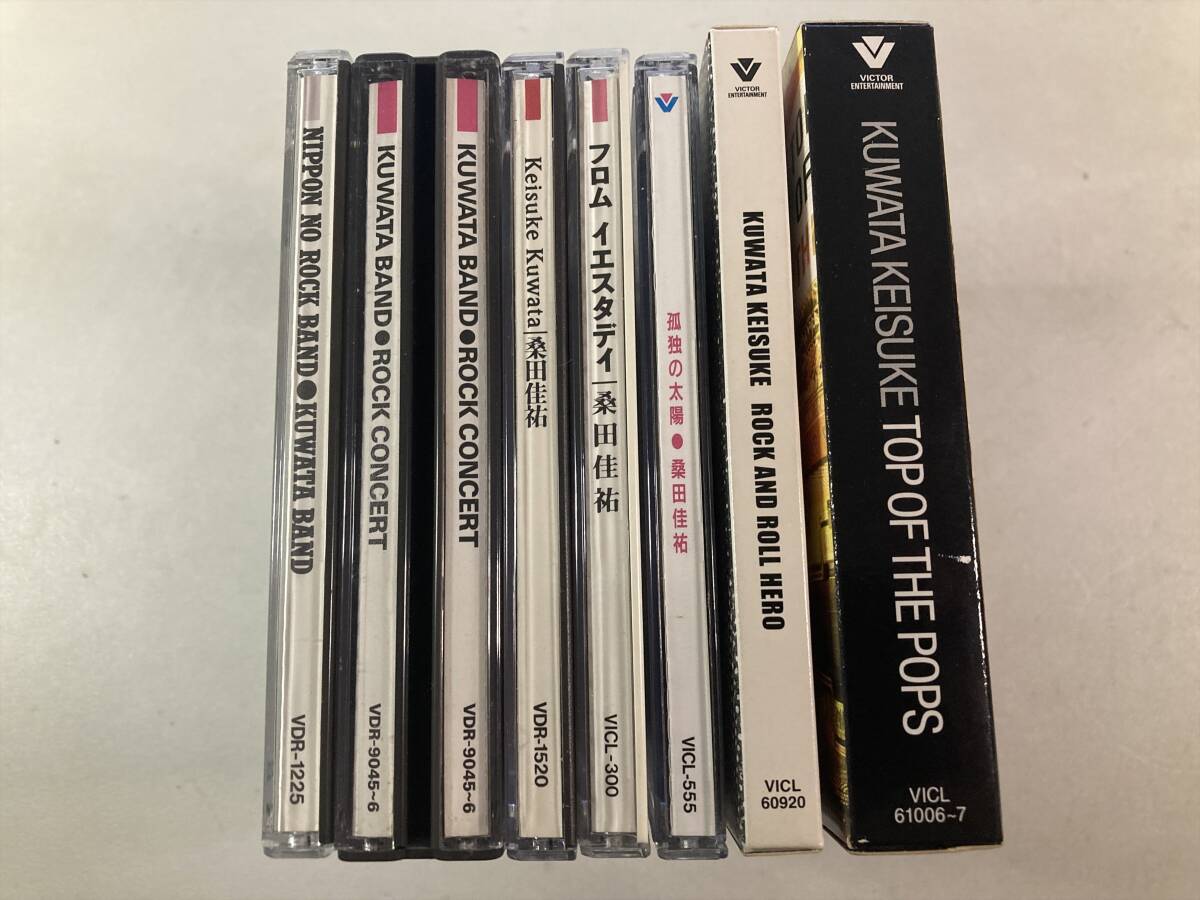 NIPPON NO ROCK BAND●KUWATA BAND
VDR-1225
KUWATA BAND●ROCK CONCERT
VDR-9045~6
KUWATA BAND●ROCK CONCERT
VDR-9045~6
Keisuke Kuwata|桑田佳祐
VDR-1520
フロム イエスタデイ|桑田佳祐
VICL-300
孤独の太陽●桑田佳祐
VICL-555
VICTOR
ENTERTAINMENT
KUWATA KEISUKE ROCK AND ROLL HERO
VICL
60920
VICTOR
ENTERTAINMENT
KUWATA KEISUKE TOP OF THE POPS
VICL
61006~7